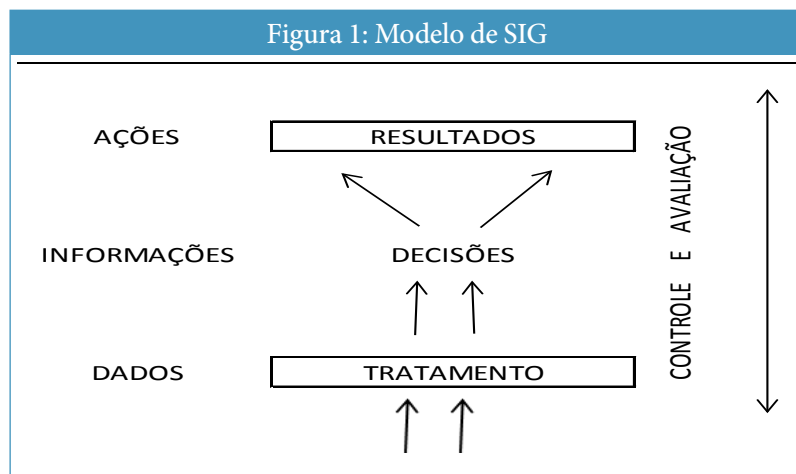 Figura 1: Modelo de SIG
AÇÕES
RESULTADOS
INFORMAÇÕES
DECISÕES
DADOS
TRATAMENTO
CONTROLE E AVALIAÇÃO